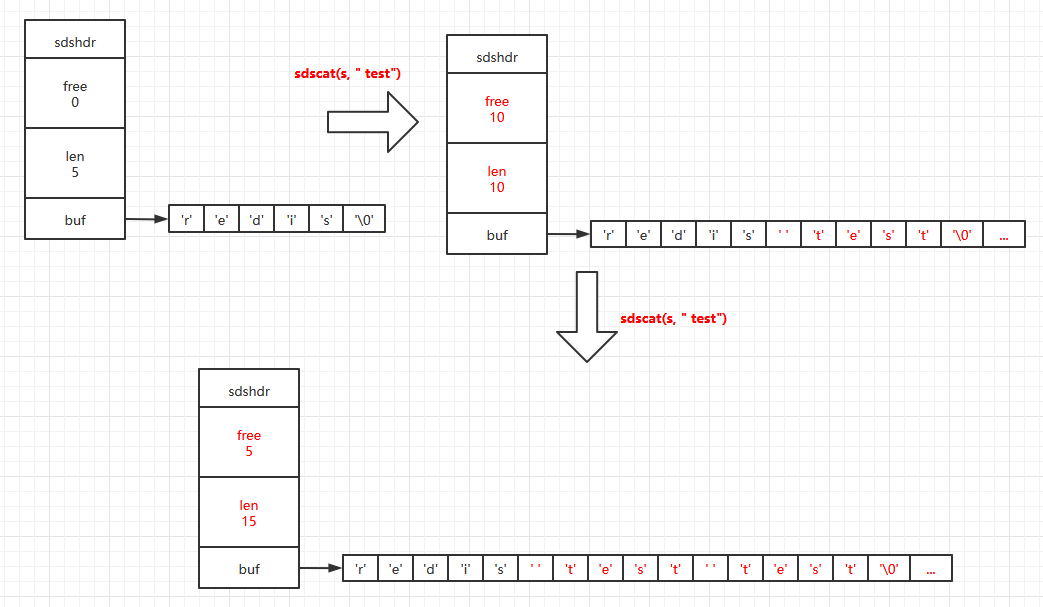 sdshdr
free
0
len
5
buf
'r' 'e' 'd' 'i' 's' '\0'
sdscat(s, " test")
sdshdr
free
10
len
10
buf
'r' 'e' 'd' 'i' 's' ' ' 't' 'e' 's' 't' '\0' ...
sdscat(s, " test")
sdshdr
free
5
len
15
buf
'r' 'e' 'd' 'i' 's' ' ' 't' 'e' 's' 't' ' ' 't' 'e' 's' 't' '\0' ...